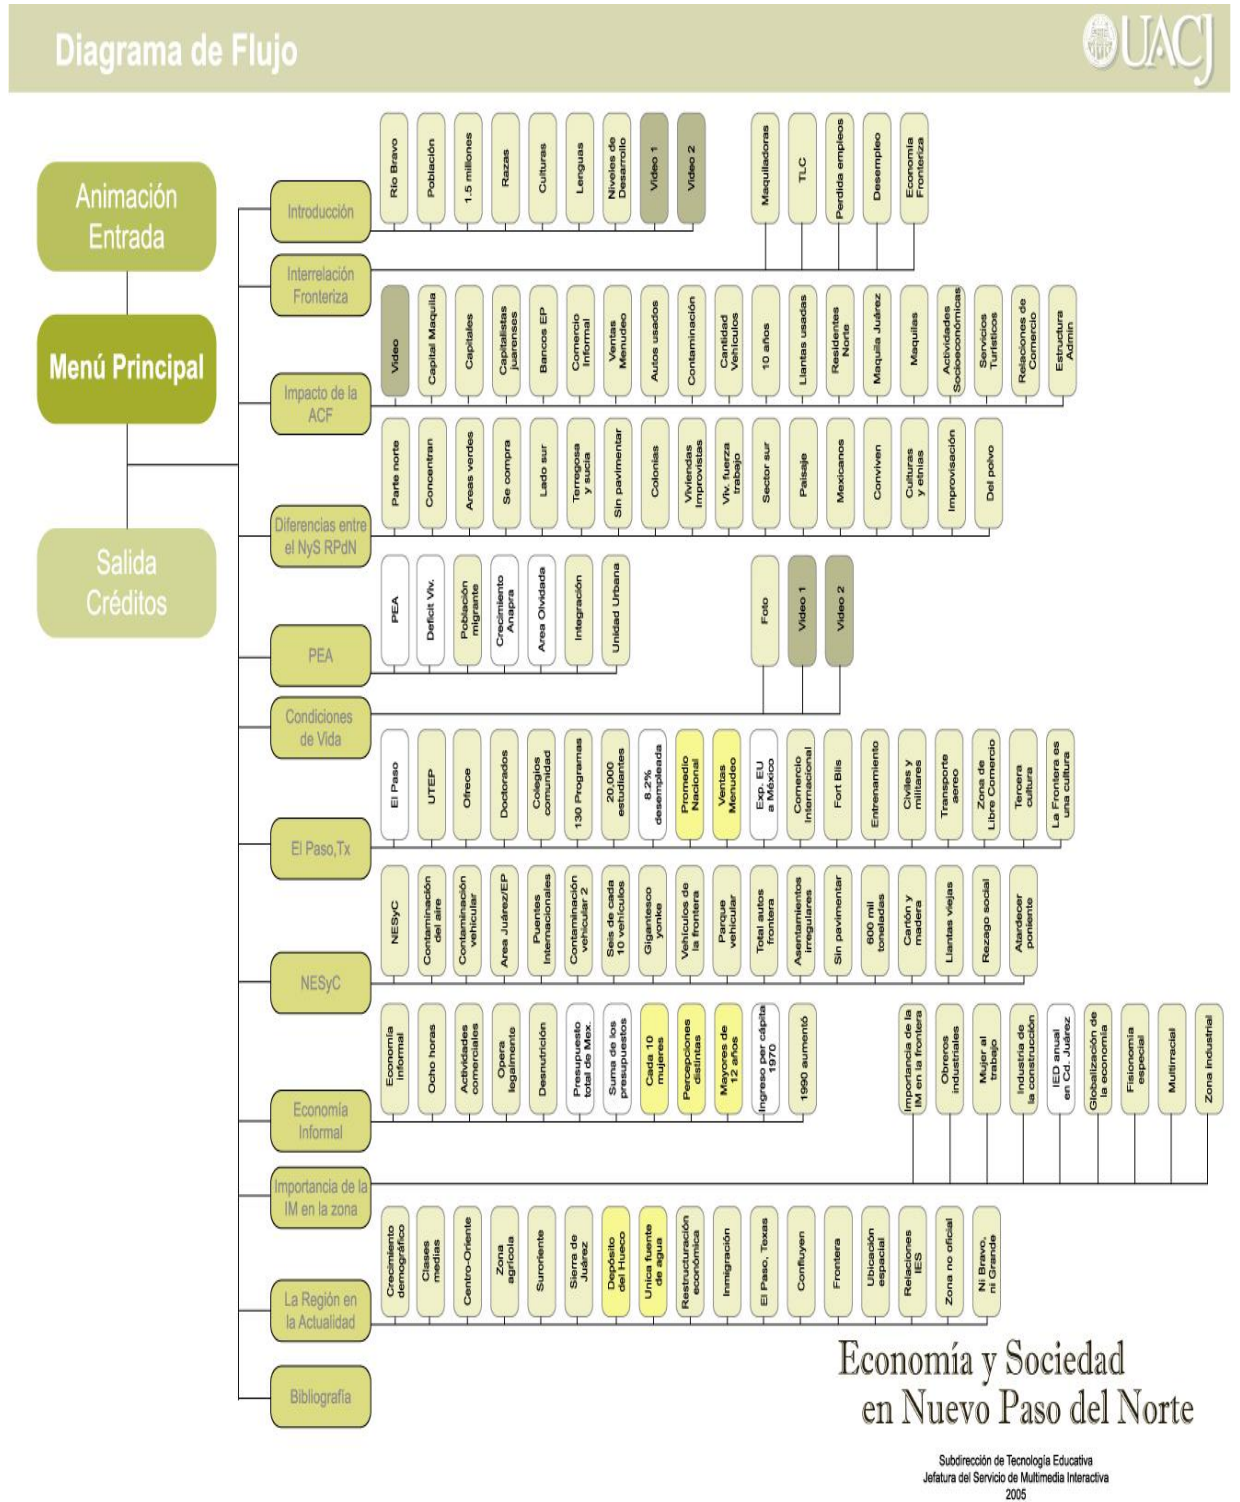 Diagrama de Flujo
UACJ
Animación
Entrada
Menú Principal
Salida
Créditos
Introducción
Río Bravo
Población
1.5 millones
Razas
Culturas
Lenguas
Niveles de
Desarrollo
Video 1
Video 2
Interrelación
Fronteriza
Maquiladoras
TLC
Perdida empleos
Desempleo
Economía
Fronteriza
Impacto de la
ACF
Video
Capital Maquila
Capitales
Capitalistas
juarenses
Bancos EP
Comercio
Informal
Ventas
Menudeo
Autos usados
Contaminación
Cantidad
Vehículos
10 años
Llantas usadas
Residentes
Norte
Maquila Juárez
Maquilas
Actividades
Socioeconómicas
Servicios
Turísticos
Relaciones de
Comercio
Estructura
Admin
Diferencias entre
el NyS RPdN
Parte norte
Concentran
Areas verdes
Se compra
Lado sur
Terregosa
y sucia
Sin pavimentar
Colonias
Viviendas
Improvistas
Viv. fuerza
trabajo
Sector sur
Paisaje
Mexicanos
Conviven
Culturas
y etnias
Improvisación
Del polvo
PEA
PEA
Deficit Viv.
Población
migrante
Crecimiento
Anapra
Area Olvidada
Integración
Unidad Urbana
Condiciones
de Vida
Foto
Video 1
Video 2
El Paso,Tx
El Paso
UTEP
Ofrece
Doctorados
Colegios
comunidad
130 Programas
20,000
estudiantes
8.2%
desempleada
Promedio
Nacional
Ventas
Menudeo
Exp. EU
a México
Comercio
Internacional
Fort Blis
Entrenamiento
Civiles y
militares
Transporte
aereo
Zona de
Libre Comercio
Tercera
cultura
La Frontera es
una cultura
NESyC
NESyC
Contaminación
del aire
Contaminación
vehicular
Area Juárez/EP
Puentes
Internacionales
Contaminación
vehicular 2
Seis de cada
10 vehículos
Gigantesco
yonke
Vehículos de
la frontera
Parque
vehicular
Total autos
frontera
Asentamientos
irregulares
Sin pavimentar
600 mil
toneladas
Cartón y
madera
Llantas viejas
Rezago social
Atardecer
poniente
Economía
Informal
Economía
informal
Ocho horas
Actividades
comerciales
Opera
legalmente
Desnutrición
Presupuesto
total de Mex.
Suma de los
presupuestos
Cada 10
mujeres
Percepciones
distintas
Mayores de
12 años
Ingreso per cápita
1970
1990 aumentó
Importancia de la
IM en la zona
Importancia de la
IM en la frontera
Obreros
industriales
Mujer al
trabajo
Industria de
la construcción
IED anual
en Cd. Juárez
Globalización de
la economía
Fisionomía
especial
Multirracial
Zona Industrial
La Región en
la Actualidad
Crecimiento
demográfico
Clases
medias
Centro-Oriente
Zona
agrícola
Suroriente
Sierra de
Juárez
Depósito
del Hueco
Unica fuente
de agua
Restructuración
económica
Inmigración
El Paso, Texas
Confluyen
Frontera
Ubicación
espacial
Relaciones
IES
Zona no oficial
Ni Bravo,
ni Grande
Bibliografía
Economía y Sociedad
en Nuevo Paso del Norte
Subdirección de Tecnología Educativa
Jefatura del Servicio de Multimedia Interactiva
2005